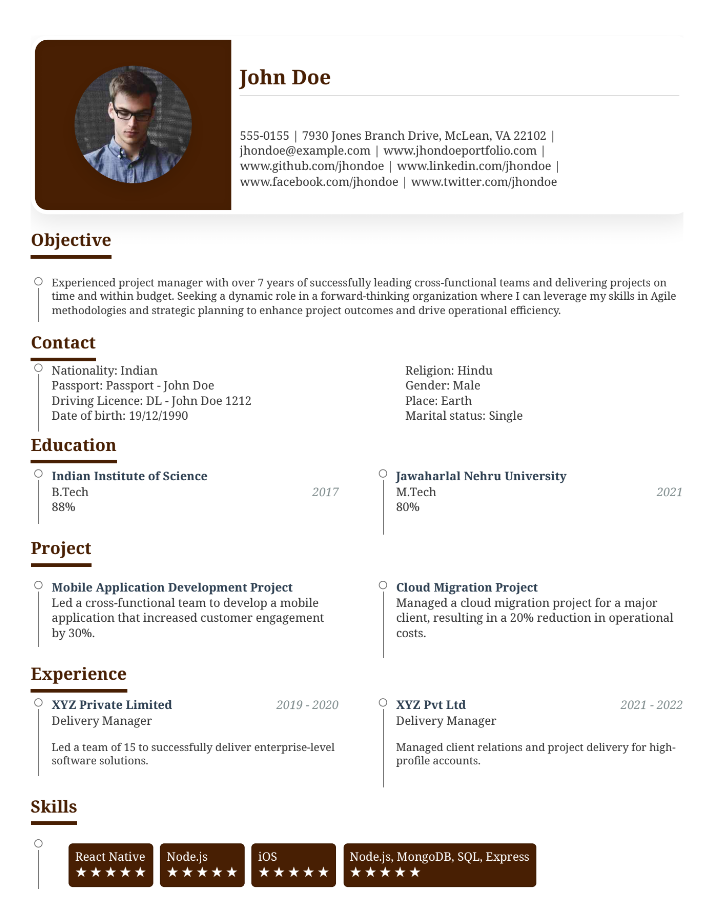 John Doe
555-0155 | 7930 Jones Branch Drive, McLean, VA 22102 |
jhondoe@example.com | www.jhondoeportfolio.com |
www.github.com/jhondoe | www.linkedin.com/jhondoe |
www.facebook.com/jhondoe | www.twitter.com/jhondoe
Objective
Experienced project manager with over 7 years of successfully leading cross-functional teams and delivering projects on
time and within budget. Seeking a dynamic role in a forward-thinking organization where I can leverage my skills in Agile
methodologies and strategic planning to enhance project outcomes and drive operational efficiency.
Contact
Nationality: Indian
Passport: Passport - John Doe
Driving Licence: DL - John Doe 1212
Date of birth: 19/12/1990
Religion: Hindu
Gender: Male
Place: Earth
Marital status: Single
Education
Indian Institute of Science
B.Tech 2017
88%
Jawaharlal Nehru University
M.Tech 2021
80%
Project
Mobile Application Development Project
Led a cross-functional team to develop a mobile
application that increased customer engagement
by 30%.
Cloud Migration Project
Managed a cloud migration project for a major
client, resulting in a 20% reduction in operational
costs.
Experience
XYZ Private Limited 2019 - 2020
Delivery Manager
Led a team of 15 to successfully deliver enterprise-level
software solutions.
XYZ Pvt Ltd 2021 - 2022
Delivery Manager
Managed client relations and project delivery for high-
profile accounts.
Skills
React Native
★★★★★
Node.js
★★★★★
iOS
★★★★★
Node.js, MongoDB, SQL, Express
★★★★★